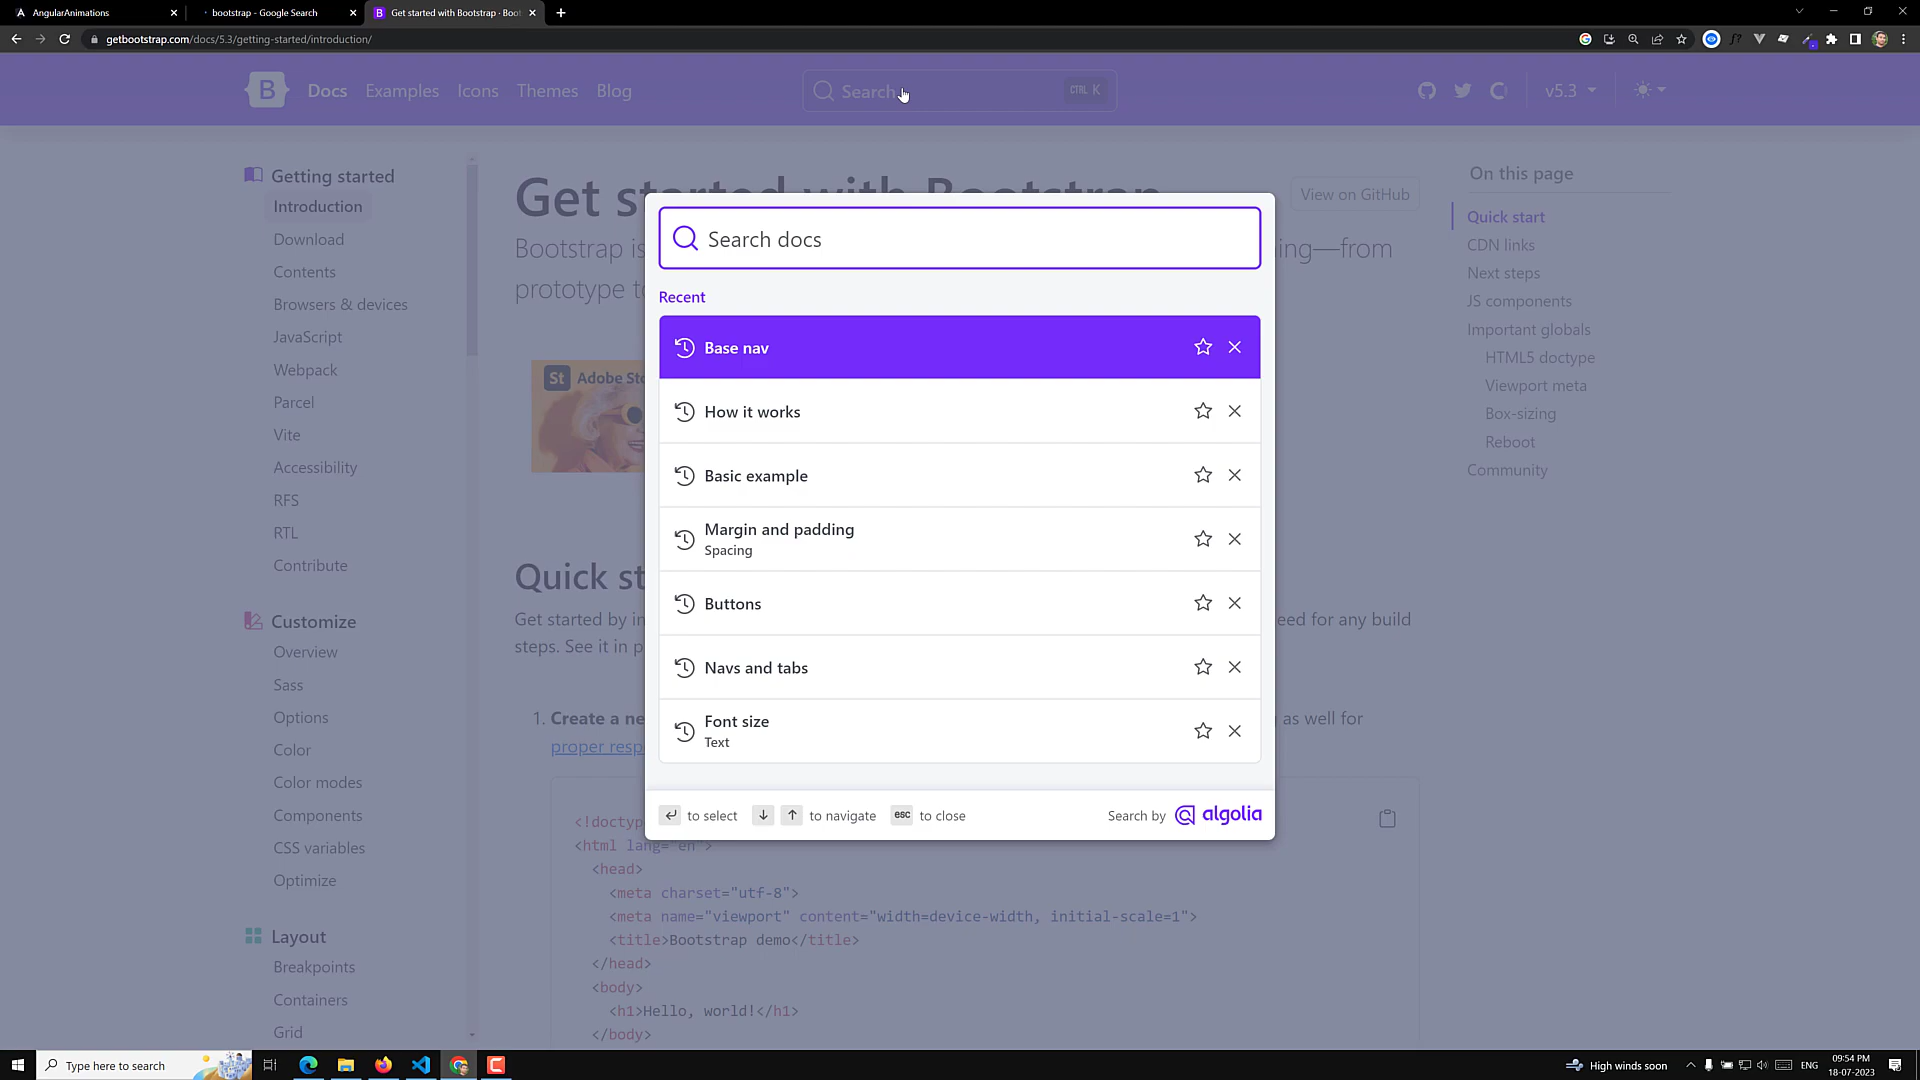 AngularAnimations
bootstrap - Google Search
Get started with Bootstrap · Boot
getbootstrap.com/docs/5.3/getting-started/introduction/
Docs
Examples
Icons
Themes
Blog
Search
CTRL K
v5.3
Getting started
Introduction
Download
Contents
Browsers & devices
JavaScript
Webpack
Parcel
Vite
Accessibility
RFS
RTL
Contribute
Customize
Overview
Sass
Options
Color
Color modes
Components
CSS variables
Optimize
Layout
Breakpoints
Containers
Grid
Get started with Bootstrap
View on GitHub
Bootstrap is
ing—from
prototype to
St Adobe Sto
Quick st
Get started by in
eed for any build
steps. See it in p
1. Create a ne
as well for
proper resp
<!doctyp
<html lang="en">
<head>
<meta charset="utf-8">
<meta name="viewport" content="width=device-width, initial-scale=1">
<title>Bootstrap demo</title>
</head>
<body>
<h1>Hello, world!</h1>
</body>
Search docs
Recent
Base nav
How it works
Basic example
Margin and padding
Spacing
Buttons
Navs and tabs
Font size
Text
to select
to navigate
esc to close
Search by algolia
On this page
Quick start
CDN links
Next steps
JS components
Important globals
HTML5 doctype
Viewport meta
Box-sizing
Reboot
Community
Type here to search
High winds soon
ENG
09:54 PM
18-07-2023